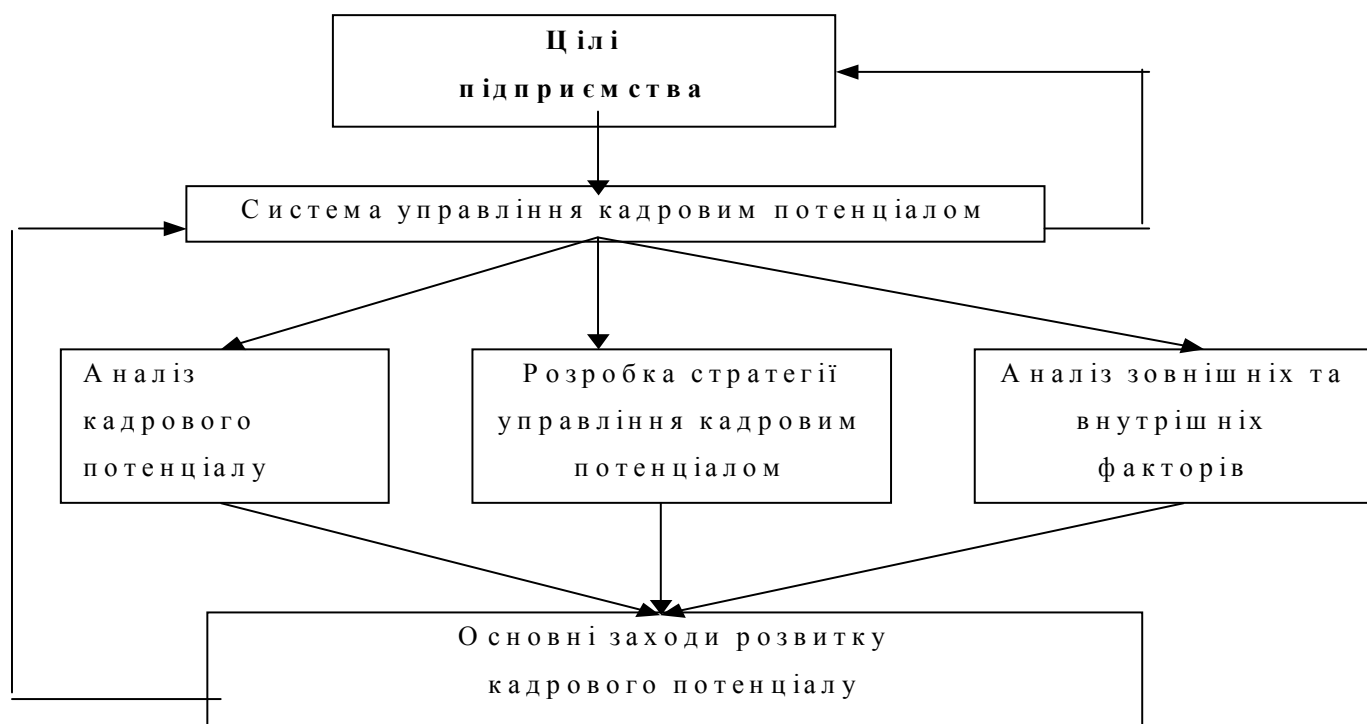 Цілі
підприємства
Система управління кадровим потенціалом
Аналіз
кадрового
потенціалу
Розробка стратегії
управління кадровим
потенціалом
Аналіз зовнішніх та
внутрішніх
факторів
Основні заходи розвитку
кадрового потенціалу